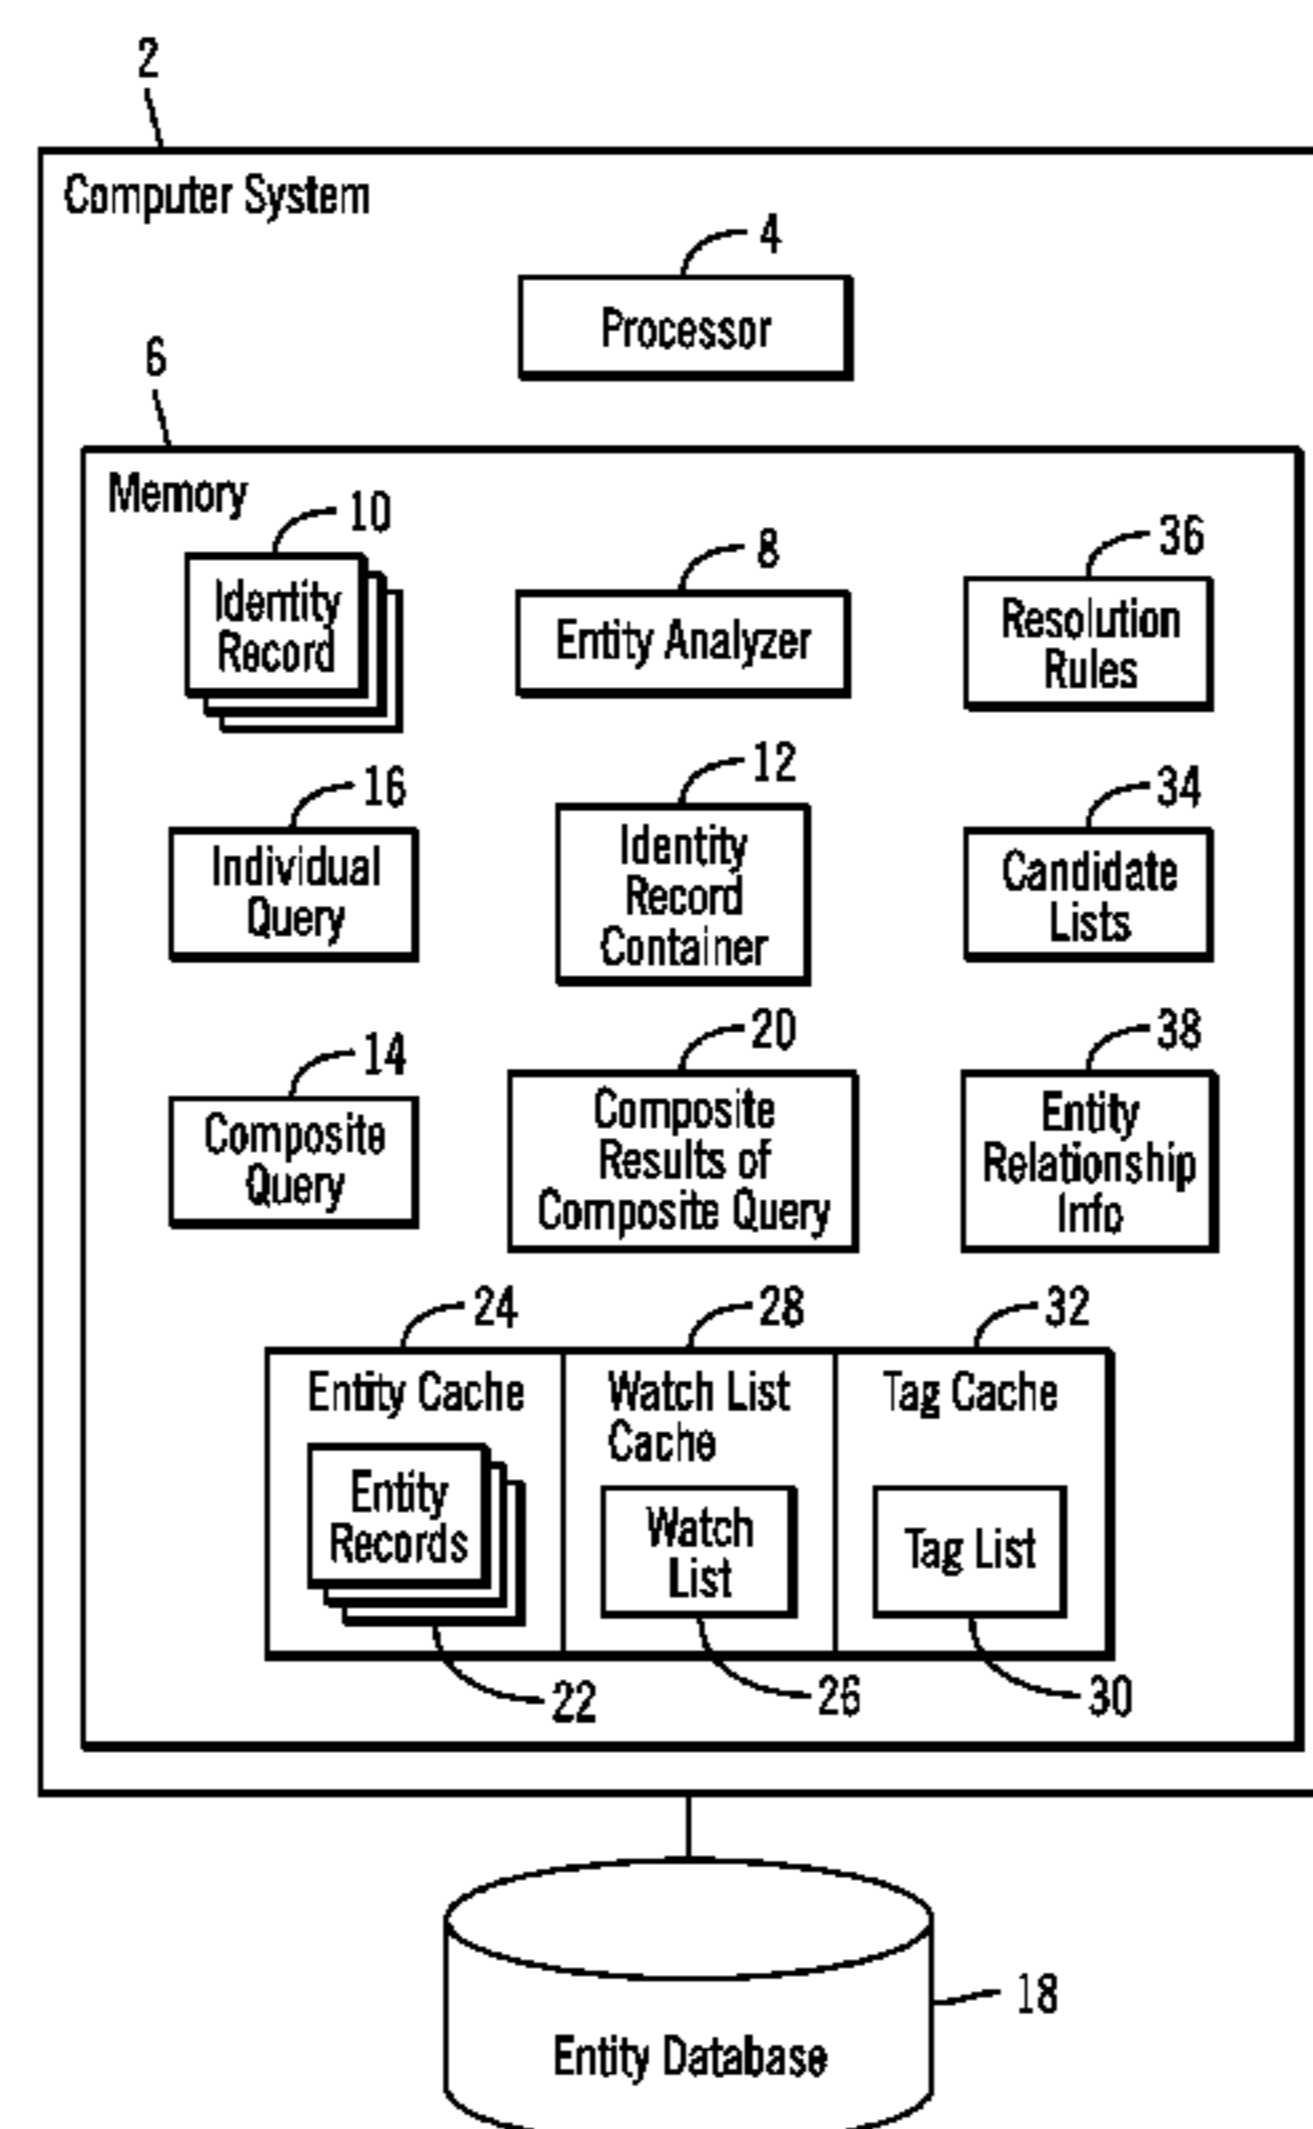 2
Computer System
4
Processor
6
Memory
10
Identity
Record
8
Entity Analyzer
36
Resolution
Rules
16
Individual
Query
12
Identity
Record
Container
34
Candidate
Lists
14
Composite
Query
20
Composite
Results of
Composite Query
38
Entity
Relationship
Info
24
Entity Cache
Entity
Records
22
28
Watch List
Cache
Watch
List
26
32
Tag Cache
Tag List
30
18
Entity Database